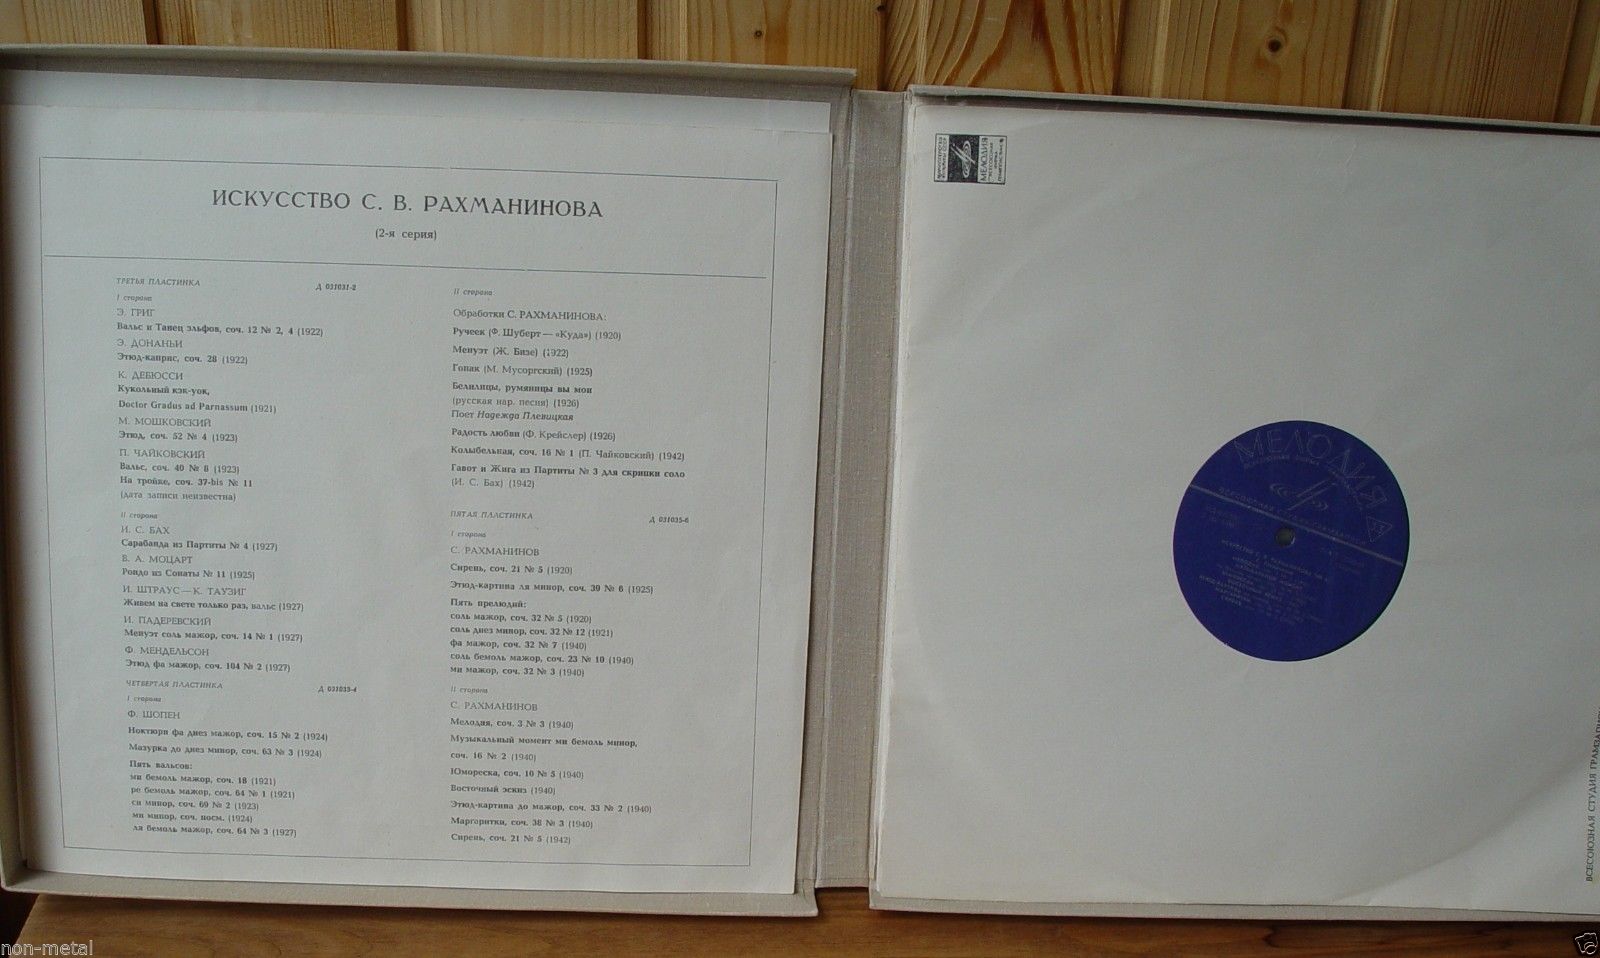 ИСКУССТВО С. В. РАХМАНИНОВА
(2-я серия)
ТРЕТЬЯ ПЛАСТИНКА Д 031031-2
I сторона
Э. ГРИГ
Вальс и Танец эльфов, соч. 12 № 2, 4 (1922)
Э. ДОНАНЬИ
Этюд-каприс, соч. 28 (1922)
К. ДЕБЮССИ
Кукольный кэк-уок,
Doctor Gradus ad Parnassum (1921)
М. МОШКОВСКИЙ
Этюд, соч. 52 № 4 (1923)
П. ЧАЙКОВСКИЙ
Вальс, соч. 40 № 8 (1923)
На тройке, соч. 37-bis № 11
(дата записи неизвестна)
II сторона
И. С. БАХ
Сарабанда из Партиты № 4 (1927)
В. А. МОЦАРТ
Рондо из Сонаты № 11 (1925)
И. ШТРАУС — К. ТАУЗИГ
Живем на свете только раз, вальс (1927)
И. ПАДЕРЕВСКИЙ
Менуэт соль мажор, соч. 14 № 1 (1927)
Ф. МЕНДЕЛЬСОН
Этюд фа мажор, соч. 104 № 2 (1927)
ЧЕТВЕРТАЯ ПЛАСТИНКА Д 031033-4
I сторона
Ф. ШОПЕН
Ноктюрн фа диез мажор, соч. 15 № 2 (1924)
Мазурка до диез минор, соч. 63 № 3 (1924)
Пять вальсов:
ми бемоль мажор, соч. 18 (1921)
ре бемоль мажор, соч. 64 № 1 (1921)
си минор, соч. 69 № 2 (1923)
ми минор, соч. посм. (1924)
ля бемоль мажор, соч. 64 № 3 (1927)
II сторона
Обработки С. РАХМАНИНОВА:
Ручеек (Ф. Шуберт — «Куда») (1920)
Менуэт (Ж. Бизе) (1922)
Гопак (М. Мусоргский) (1925)
Белилицы, румяницы вы мои
(русская нар. песня) (1926)
Поет Надежда Плевицкая
Радость любви (Ф. Крейслер) (1926)
Колыбельная, соч. 16 № 1 (П. Чайковский) (1942)
Гавот и Жига из Партиты № 3 для скрипки соло
(И. С. Бах) (1942)
ПЯТАЯ ПЛАСТИНКА Д 031035-6
I сторона
С. РАХМАНИНОВ
Сирень, соч. 21 № 5 (1920)
Этюд-картина ля минор, соч. 39 № 6 (1925)
Пять прелюдий:
соль мажор, соч. 32 № 5 (1920)
соль диез минор, соч. 32 № 12 (1921)
фа мажор, соч. 32 № 7 (1940)
соль бемоль мажор, соч. 23 № 10 (1940)
ми мажор, соч. 32 № 3 (1940)
II сторона
С. РАХМАНИНОВ
Мелодия, соч. 3 № 3 (1940)
Музыкальный момент ми бемоль минор,
соч. 16 № 2 (1940)
Юмореска, соч. 10 № 5 (1940)
Восточный эскиз (1940)
Этюд-картина до мажор, соч. 33 № 2 (1940)
Маргаритки, соч. 38 № 3 (1940)
Сирень, соч. 21 № 5 (1942)
МЕЛОДИЯ
МЕЛОДИЯ
33
ВСЕСОЮЗНАЯ СТУДИЯ ГРАМЗАПИСИ
non-metal